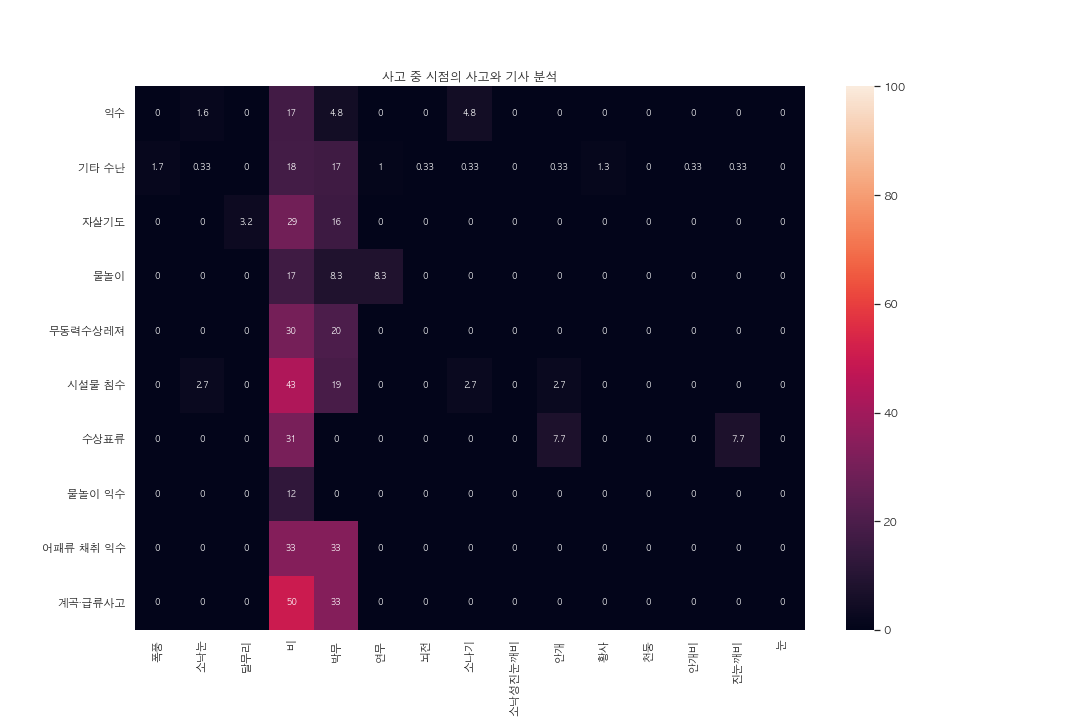 사고 중 시점의 사고와 기사 분석
익수 0 1.6 0 17 4.8 0 0 4.8 0 0 0 0 0 0 0
기타 수난 1.7 0.33 0 18 17 1 0.33 0.33 0 0.33 1.3 0 0.33 0.33 0
자살기도 0 0 3.2 29 16 0 0 0 0 0 0 0 0 0 0
물놀이 0 0 0 17 8.3 8.3 0 0 0 0 0 0 0 0 0
무동력수상레져 0 0 0 30 20 0 0 0 0 0 0 0 0 0 0
시설물 침수 0 2.7 0 43 19 0 0 2.7 0 2.7 0 0 0 0 0
수상표류 0 0 0 31 0 0 0 0 0 7.7 0 0 0 7.7 0
물놀이 익수 0 0 0 12 0 0 0 0 0 0 0 0 0 0 0
어패류 채취 익수 0 0 0 33 33 0 0 0 0 0 0 0 0 0 0
계곡·급류사고 0 0 0 50 33 0 0 0 0 0 0 0 0 0 0
폭풍 소낙눈 달무리 비 박무 연무 뇌전 소나기 소낙성진눈깨비 안개 황사 천둥 안개비 진눈깨비 눈
100
80
60
40
20
0